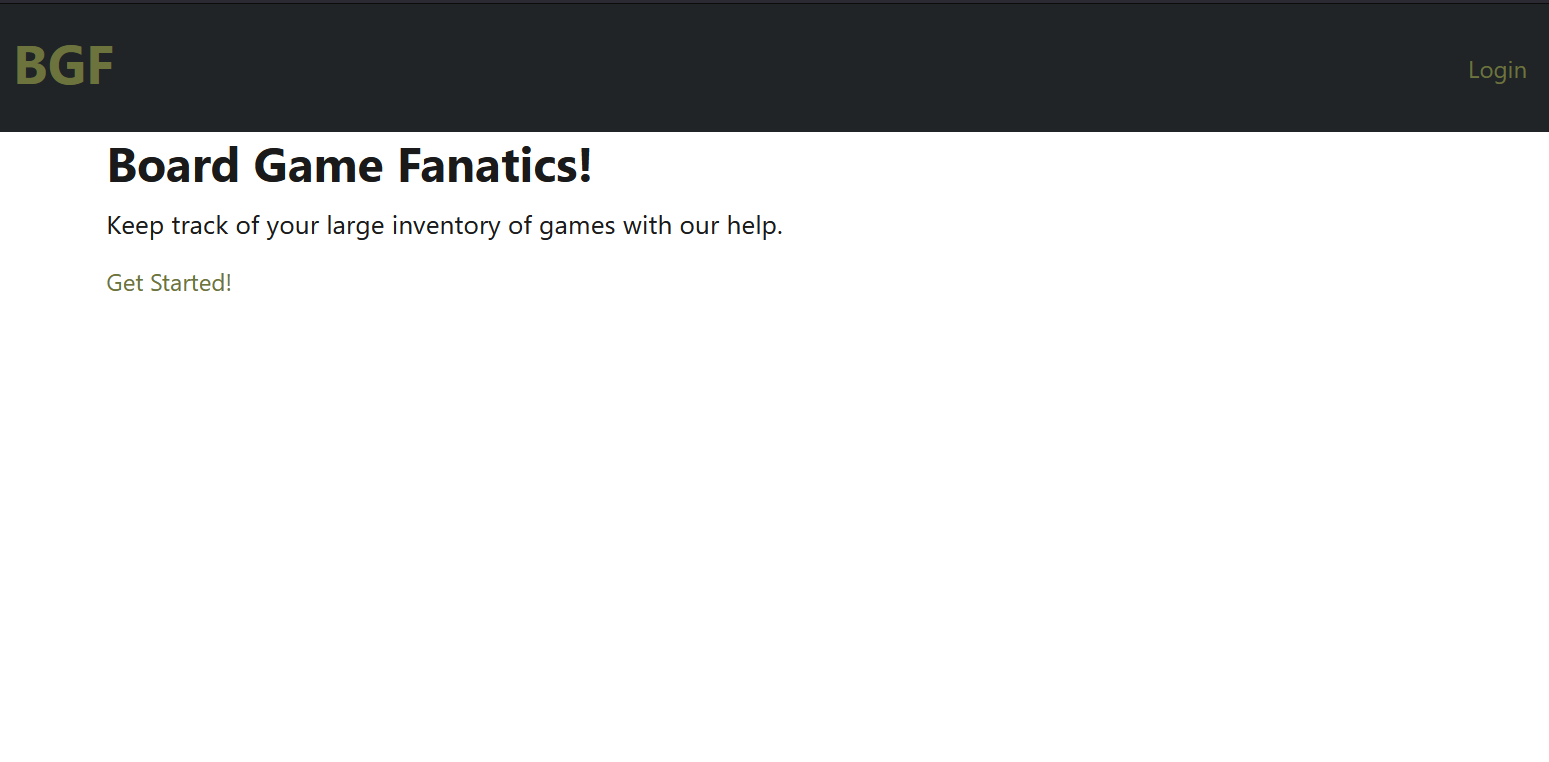 BGF
Login
Board Game Fanatics!
Keep track of your large inventory of games with our help.
Get Started!